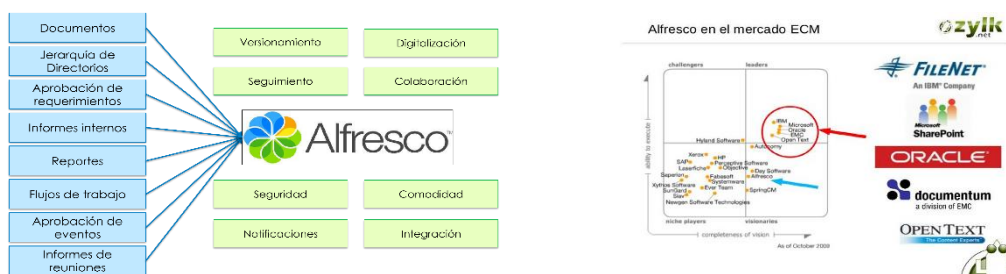 Documentos
Jerarquía de
Directorios
Aprobación de
requerimientos
Informes internos
Reportes
Flujos de trabajo
Aprobación de
eventos
Informes de
reuniones
Versionamiento
Digitalización
Seguimiento
Colaboración
Alfresco
Seguridad
Comodidad
Notificaciones
Integración
Alfresco en el mercado ECM
zylk
.net
challengers
leaders
ability to execute
IBM
Microsoft
Oracle
EMC
Open Text
Hyland Software
Autonomy
Xerox
HP
SAP
Perceptive Software
Laserfiche
Objective
Day Software
Saperion
Fabasoft
Alfresco
Xythos Software
Systemware
SunGard
Ever Team
SpringCM
Siav
Newgen Software Technologies
niche players
visionaries
completeness of vision
As of October 2009
FILENET
An IBM Company
Microsoft
SharePoint
ORACLE
documentum
a division of EMC
OPEN TEXT
The Content Experts